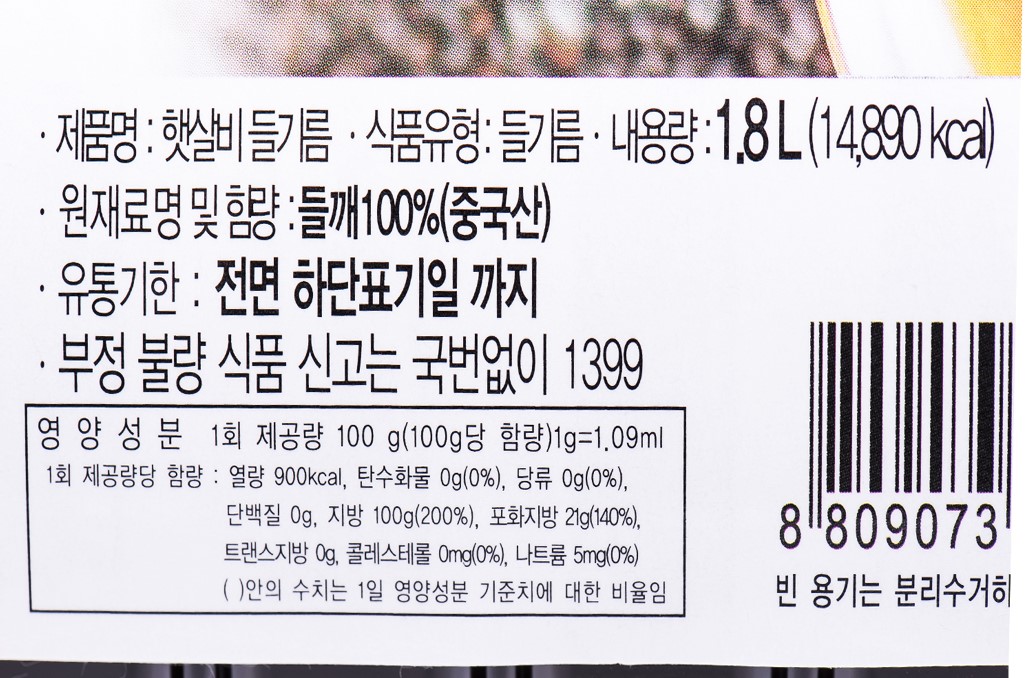 · 제품명 : 햇살비 들기름 · 식품유형 : 들기름 · 내용량 : 1.8 L (14,890 kcal)
· 원재료명 및 함량 : 들깨100%(중국산)
· 유통기한 : 전면 하단표기일 까지
· 부정 불량 식품 신고는 국번없이 1399
영 양 성 분 1회 제공량 100 g(100g당 함량)1g=1.09ml
1회 제공량당 함량 : 열량 900kcal, 탄수화물 0g(0%), 당류 0g(0%),
단백질 0g, 지방 100g(200%), 포화지방 21g(140%),
트랜스지방 0g, 콜레스테롤 0mg(0%), 나트륨 5mg(0%)
( )안의 수치는 1일 영양성분 기준치에 대한 비율임
8 809073
빈 용기는 분리수거하